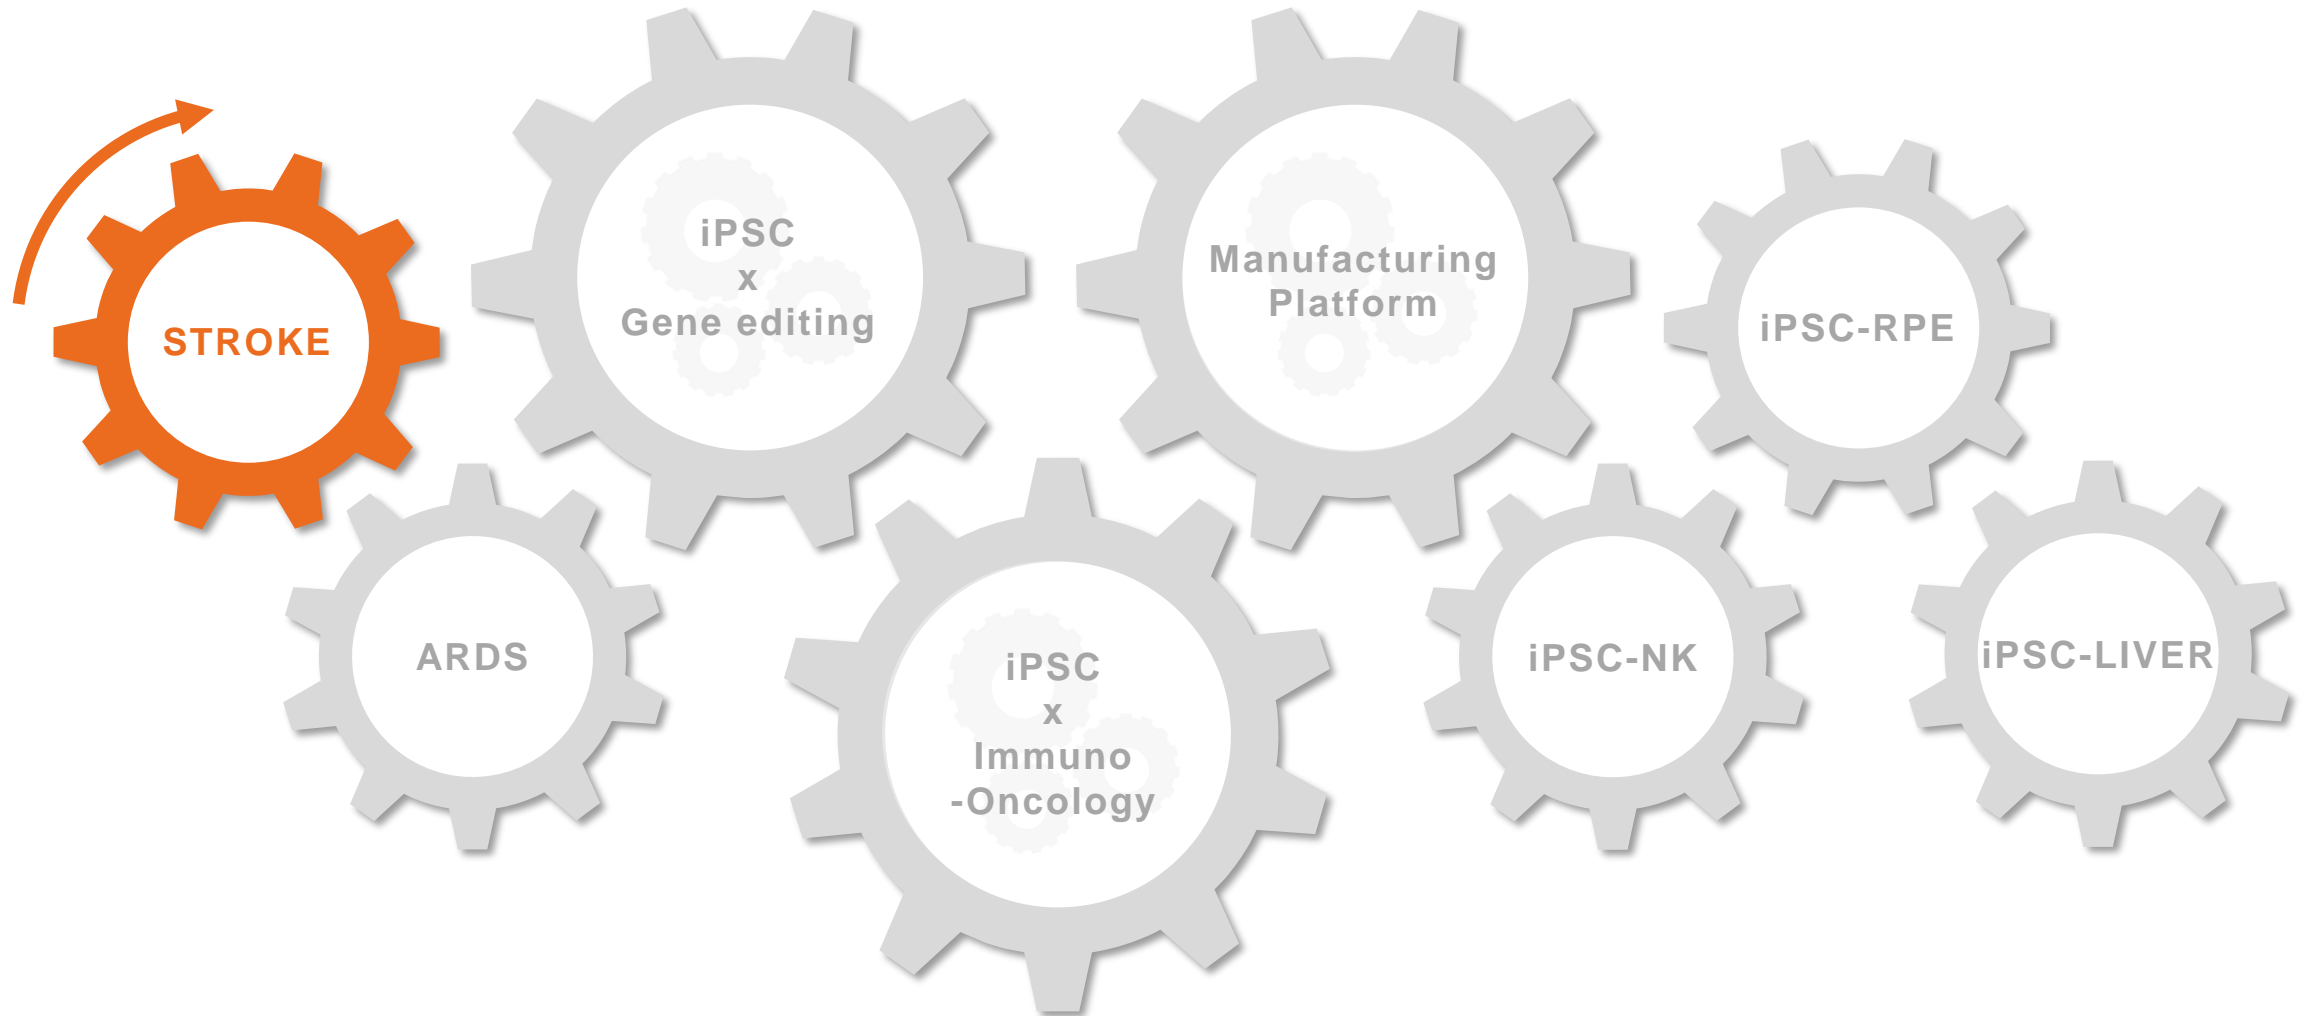 STROKE
iPSC
x
Gene editing
Manufacturing
Platform
iPSC-RPE
ARDS
iPSC
x
Immuno
-Oncology
iPSC-NK
iPSC-LIVER